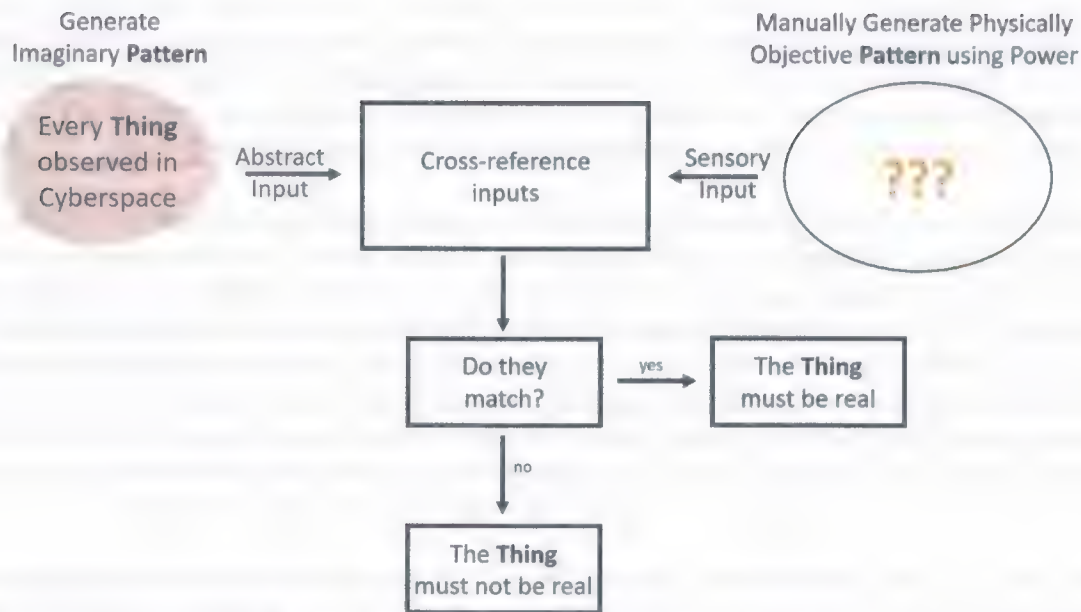 Generate
Imaginary Pattern
Manually Generate Physically
Objective Pattern using Power
Every Thing
observed in
Cyberspace
Abstract
Input
Cross-reference
inputs
Sensory
Input
???
Do they
match?
yes
The Thing
must be real
no
The Thing
must not be real